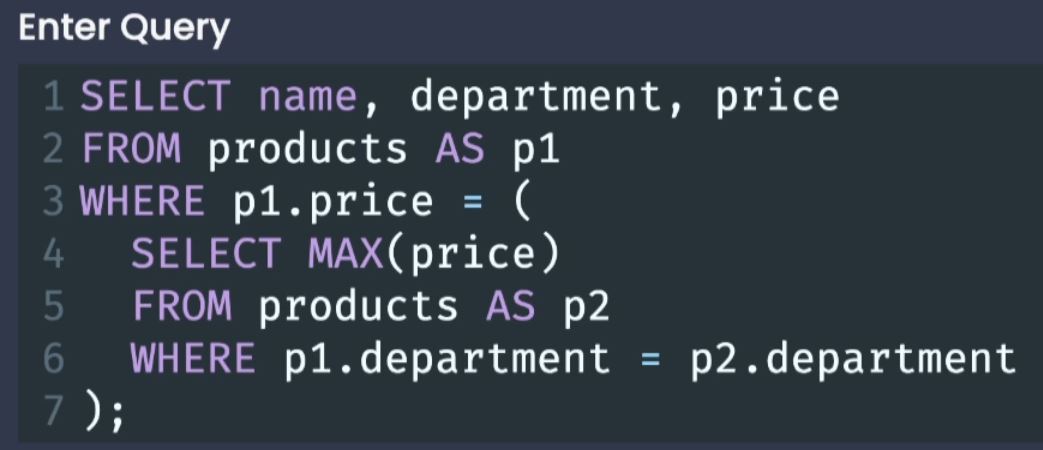 Enter Query
1 SELECT name, department, price
2 FROM products AS p1
3 WHERE p1.price = (
4   SELECT MAX(price)
5   FROM products AS p2
6   WHERE p1.department = p2.department
7 );